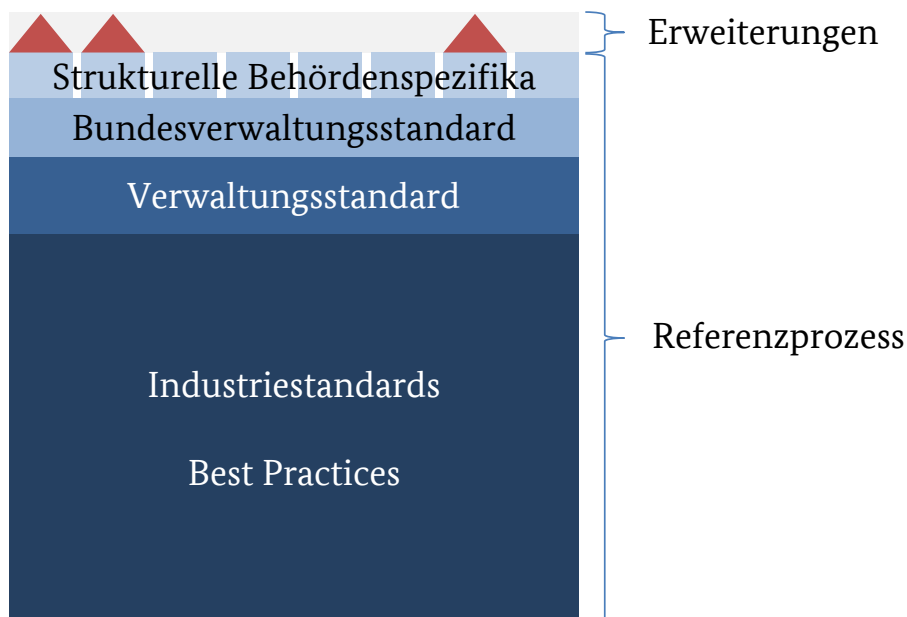 Erweiterungen
Strukturelle Behördenspezifika
Bundesverwaltungsstandard
Verwaltungsstandard
Referenzprozess
Industriestandards
Best Practices